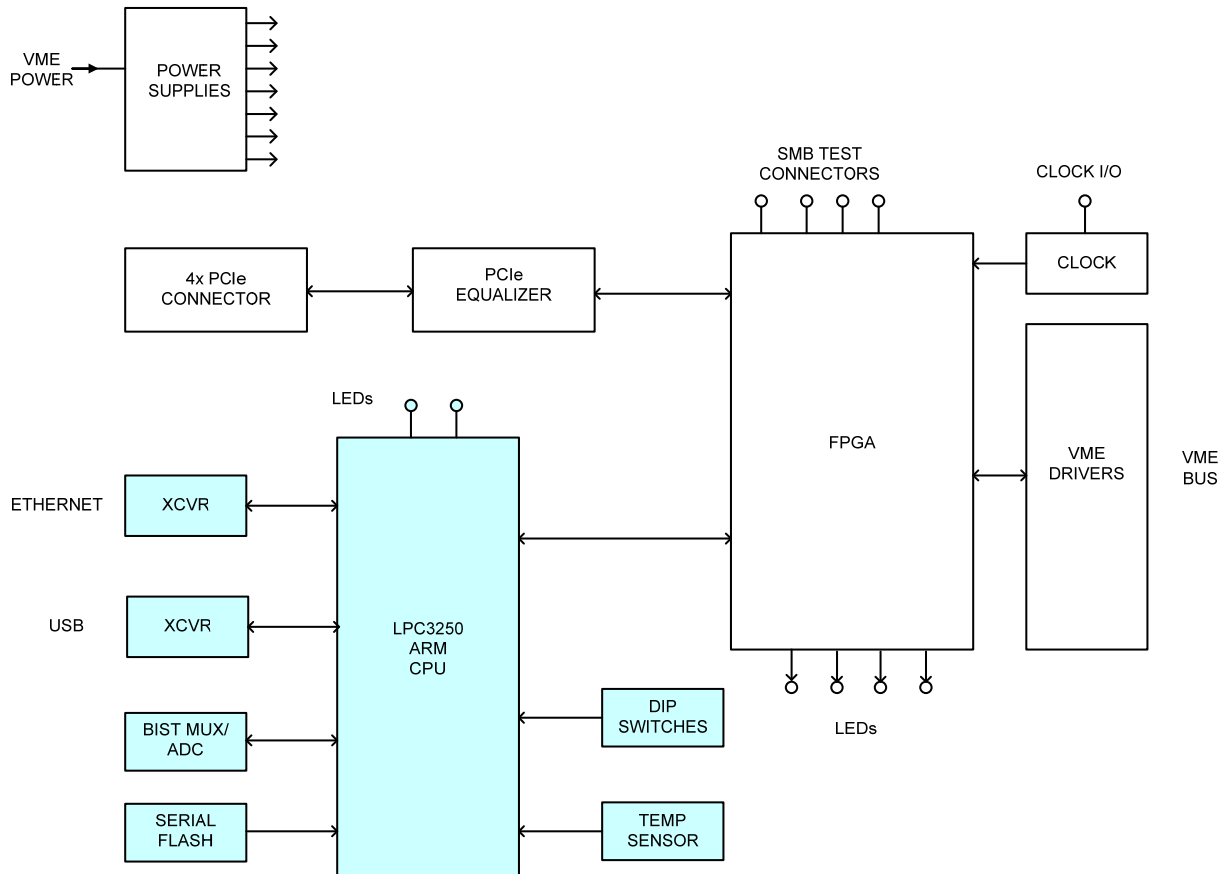 VME
POWER
POWER
SUPPLIES
SMB TEST
CONNECTORS
CLOCK I/O
4x PCIe
CONNECTOR
PCIe
EQUALIZER
CLOCK
LEDs
FPGA
VME
DRIVERS
VME
BUS
ETHERNET
XCVR
USB
XCVR
LPC3250
ARM
CPU
BIST MUX/
ADC
DIP
SWITCHES
LEDs
SERIAL
FLASH
TEMP
SENSOR